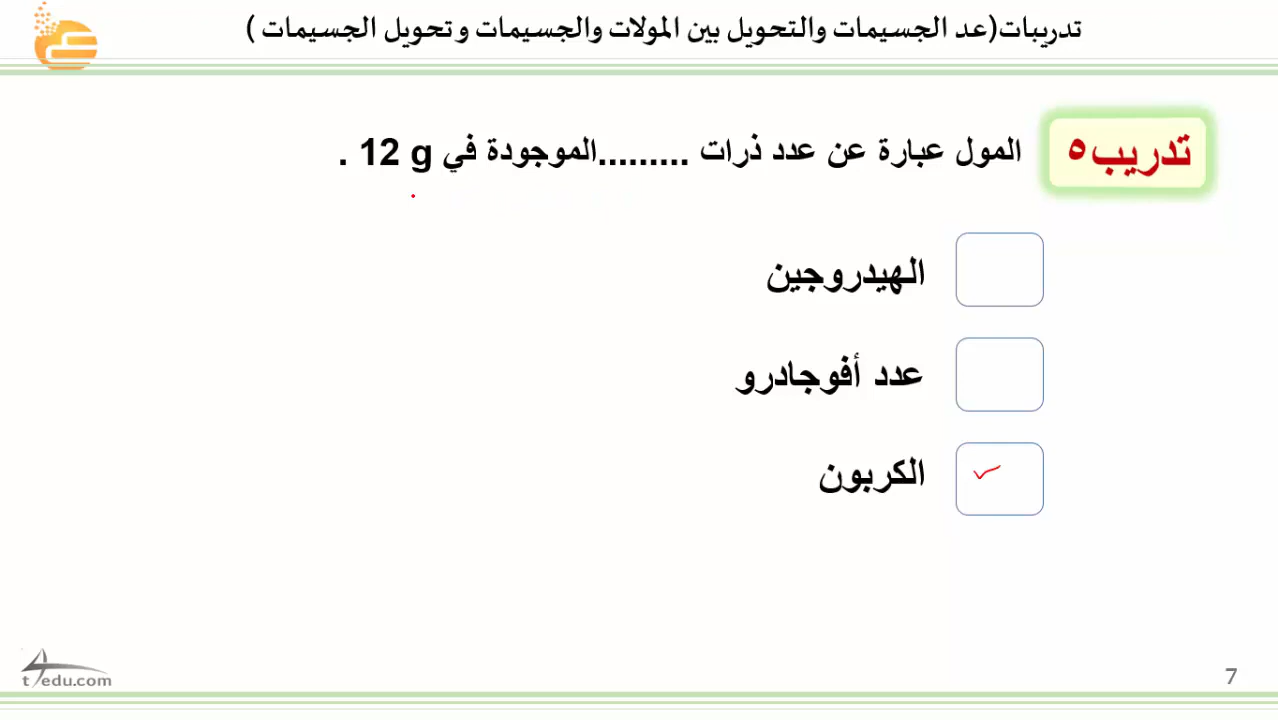 تدريبات(عد الجسيمات والتحويل بين المولات والجسيمات وتحويل الجسيمات )
تدريب٥
المول عبارة عن عدد ذرات .........الموجودة في 12 g .
الهيدروجين
عدد أفوجادرو
الكربون
t4edu.com
7